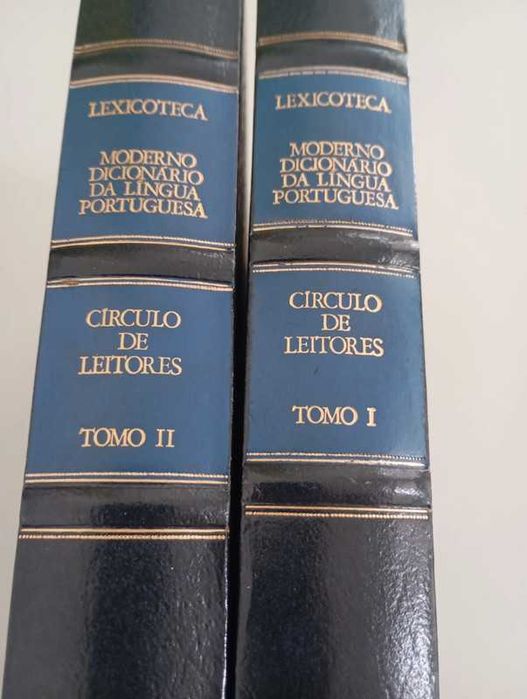 LEXICOTECA
MODERNO
DICIONÁRIO
DA LÍNGUA
PORTUGUESA
CÍRCULO
DE
LEITORES
TOMO II
LEXICOTECA
MODERNO
DICIONÁRIO
DA LÍNGUA
PORTUGUESA
CÍRCULO
DE
LEITORES
TOMO I